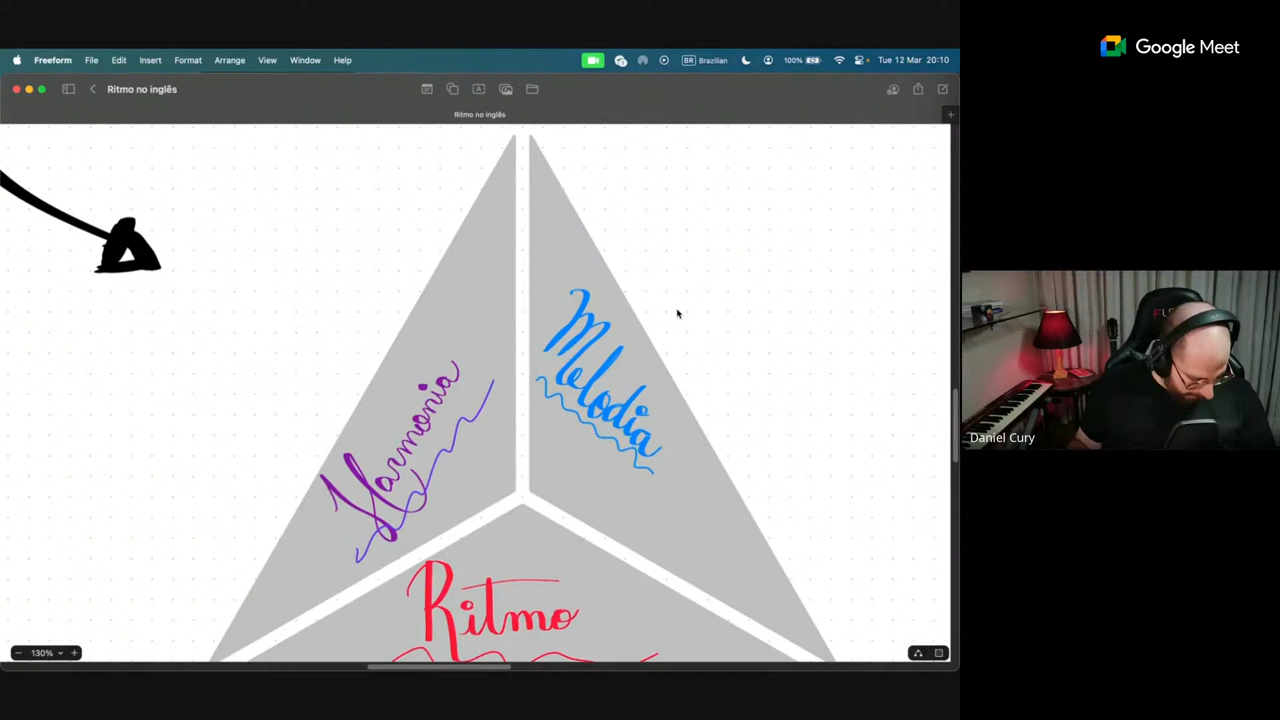 Google Meet
Freeform File Edit Insert Format Arrange View Window Help
BR Brazilian 100% Tue 12 Mar 20:10
Ritmo no inglês
Ritmo no inglês
Melodia
Harmonia
Ritmo
Daniel Cury
130%